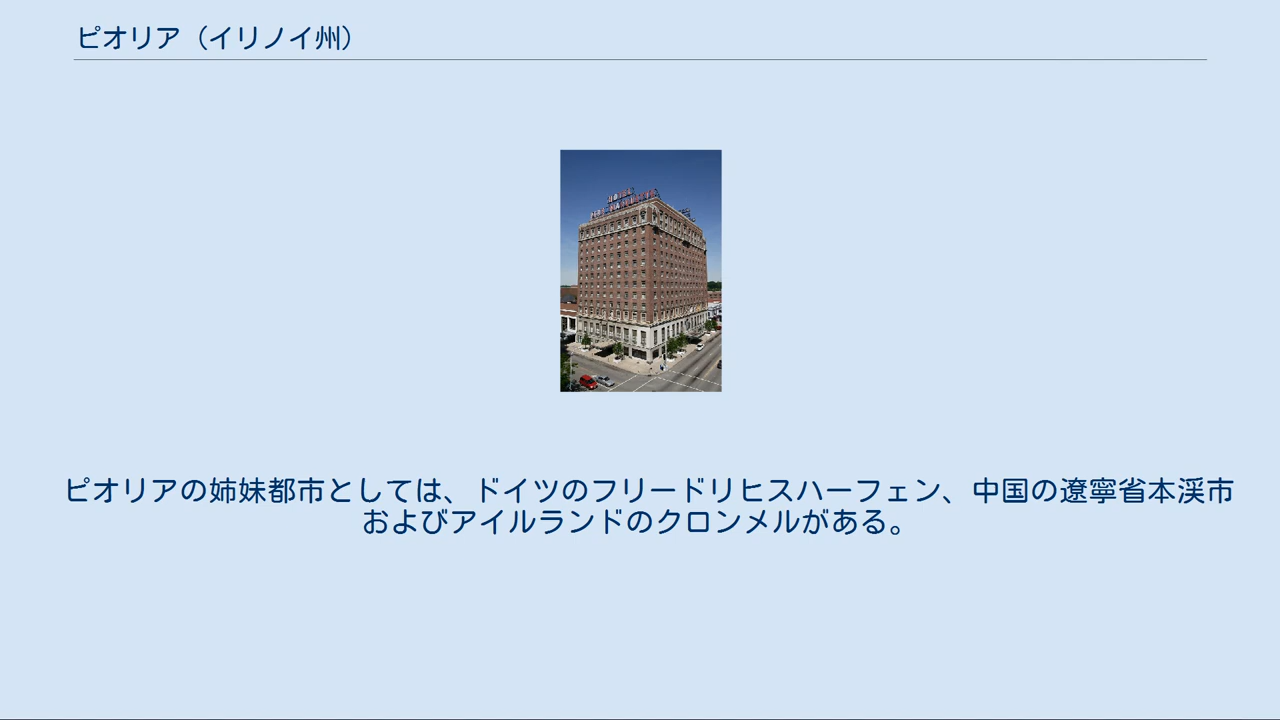 ピオリア（イリノイ州）
ピオリアの姉妹都市としては、ドイツのフリードリヒスハーフェン、中国の遼寧省本渓市
およびアイルランドのクロンメルがある。